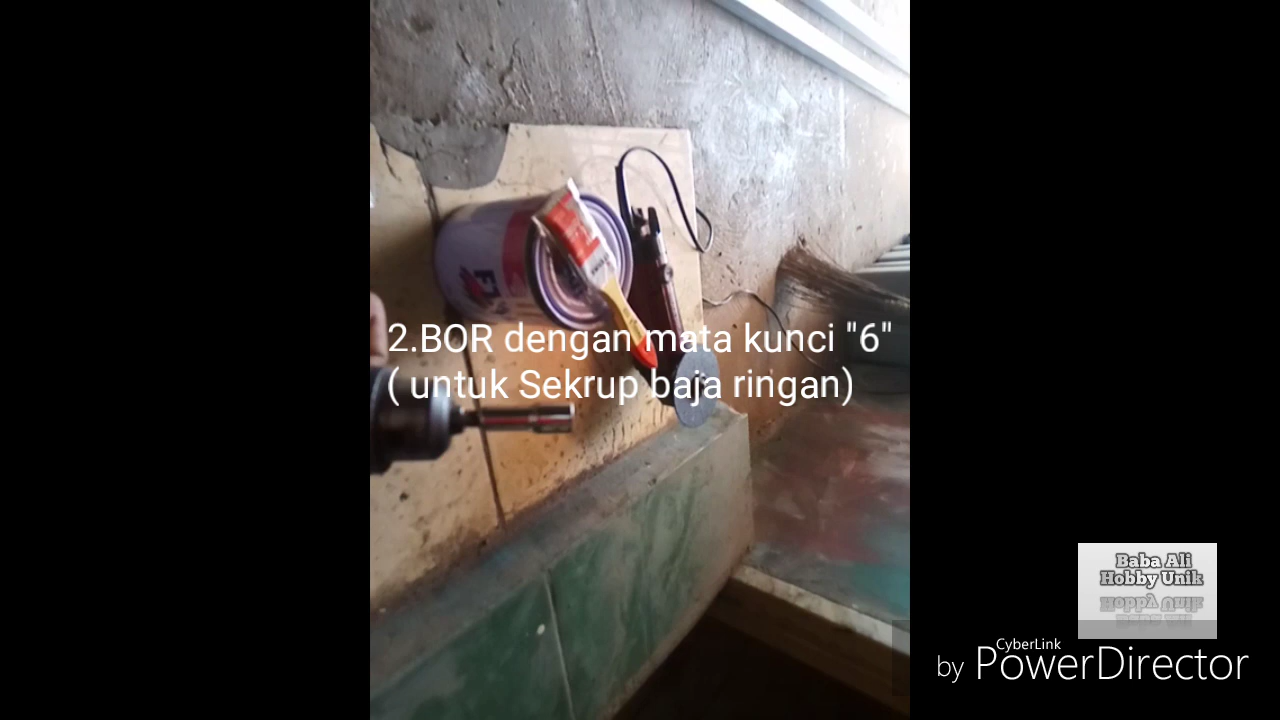 2.BOR dengan mata kunci "6"
( untuk Sekrup baja ringan)
Baba Ali
Hobby Unik
CyberLink
by PowerDirector